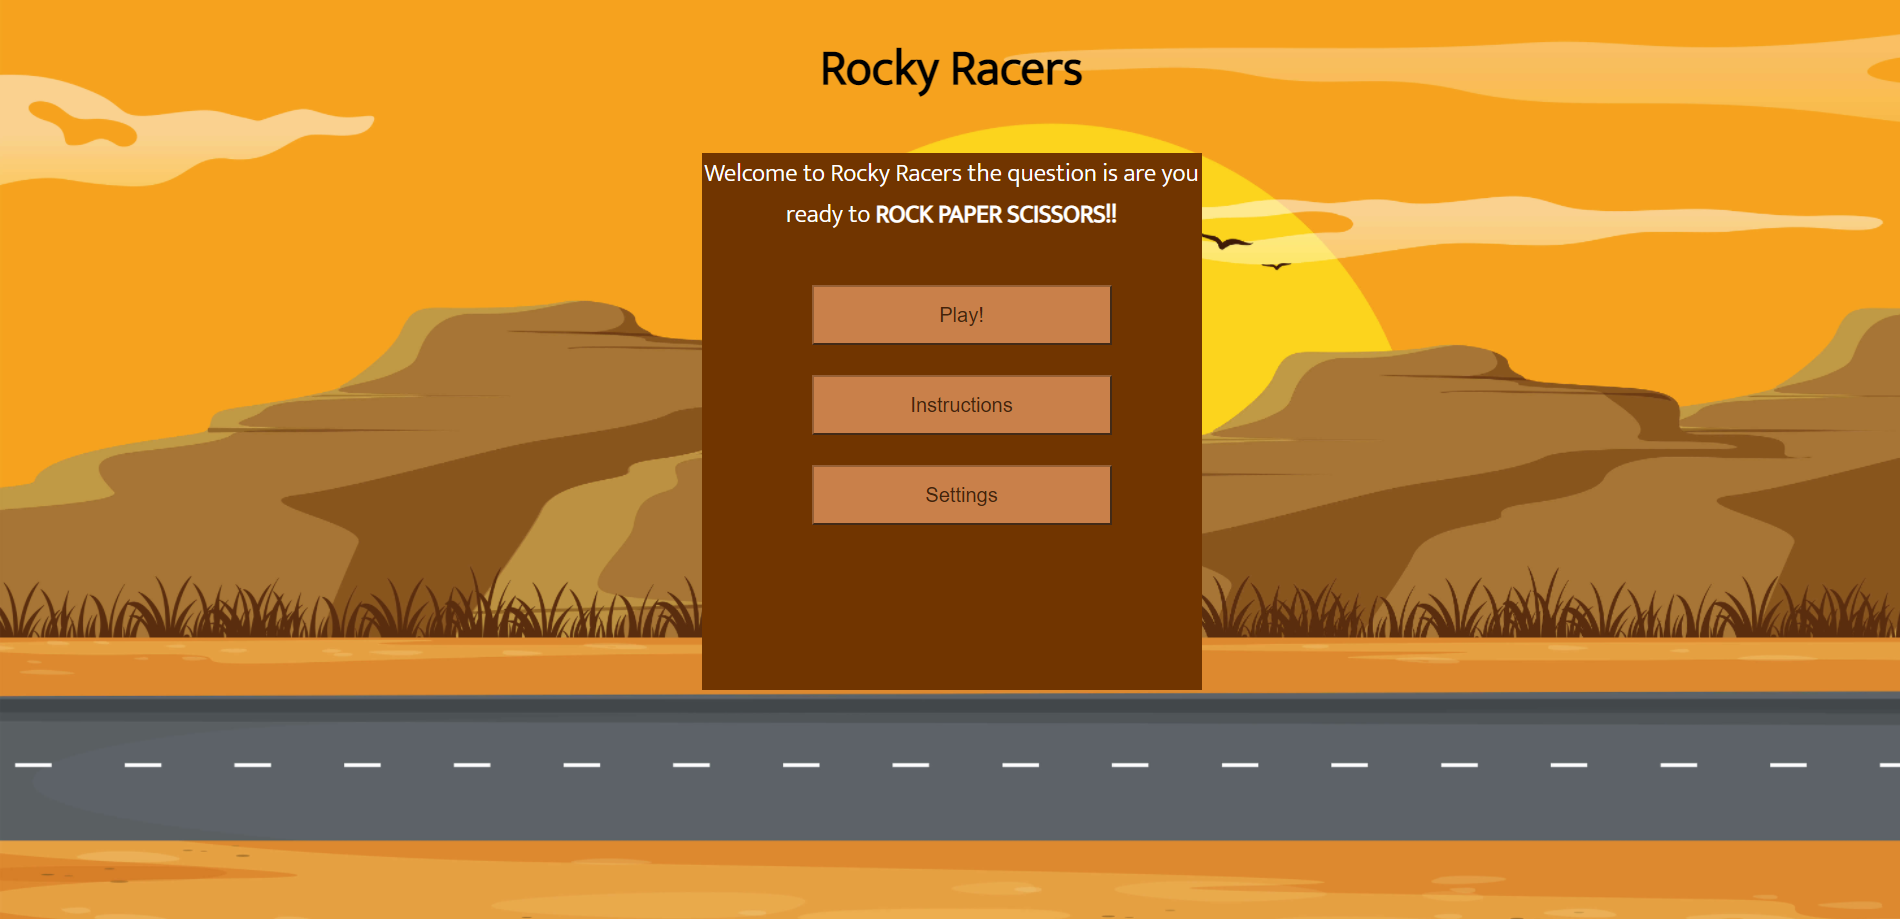 Rocky Racers
Welcome to Rocky Racers the question is are you
ready to ROCK PAPER SCISSORS!!
Play!
Instructions
Settings